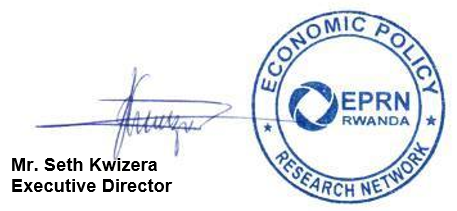 Mr. Seth Kwizera
Executive Director
ECONOMIC POLICY
EPRN
RWANDA
RESEARCH NETWORK